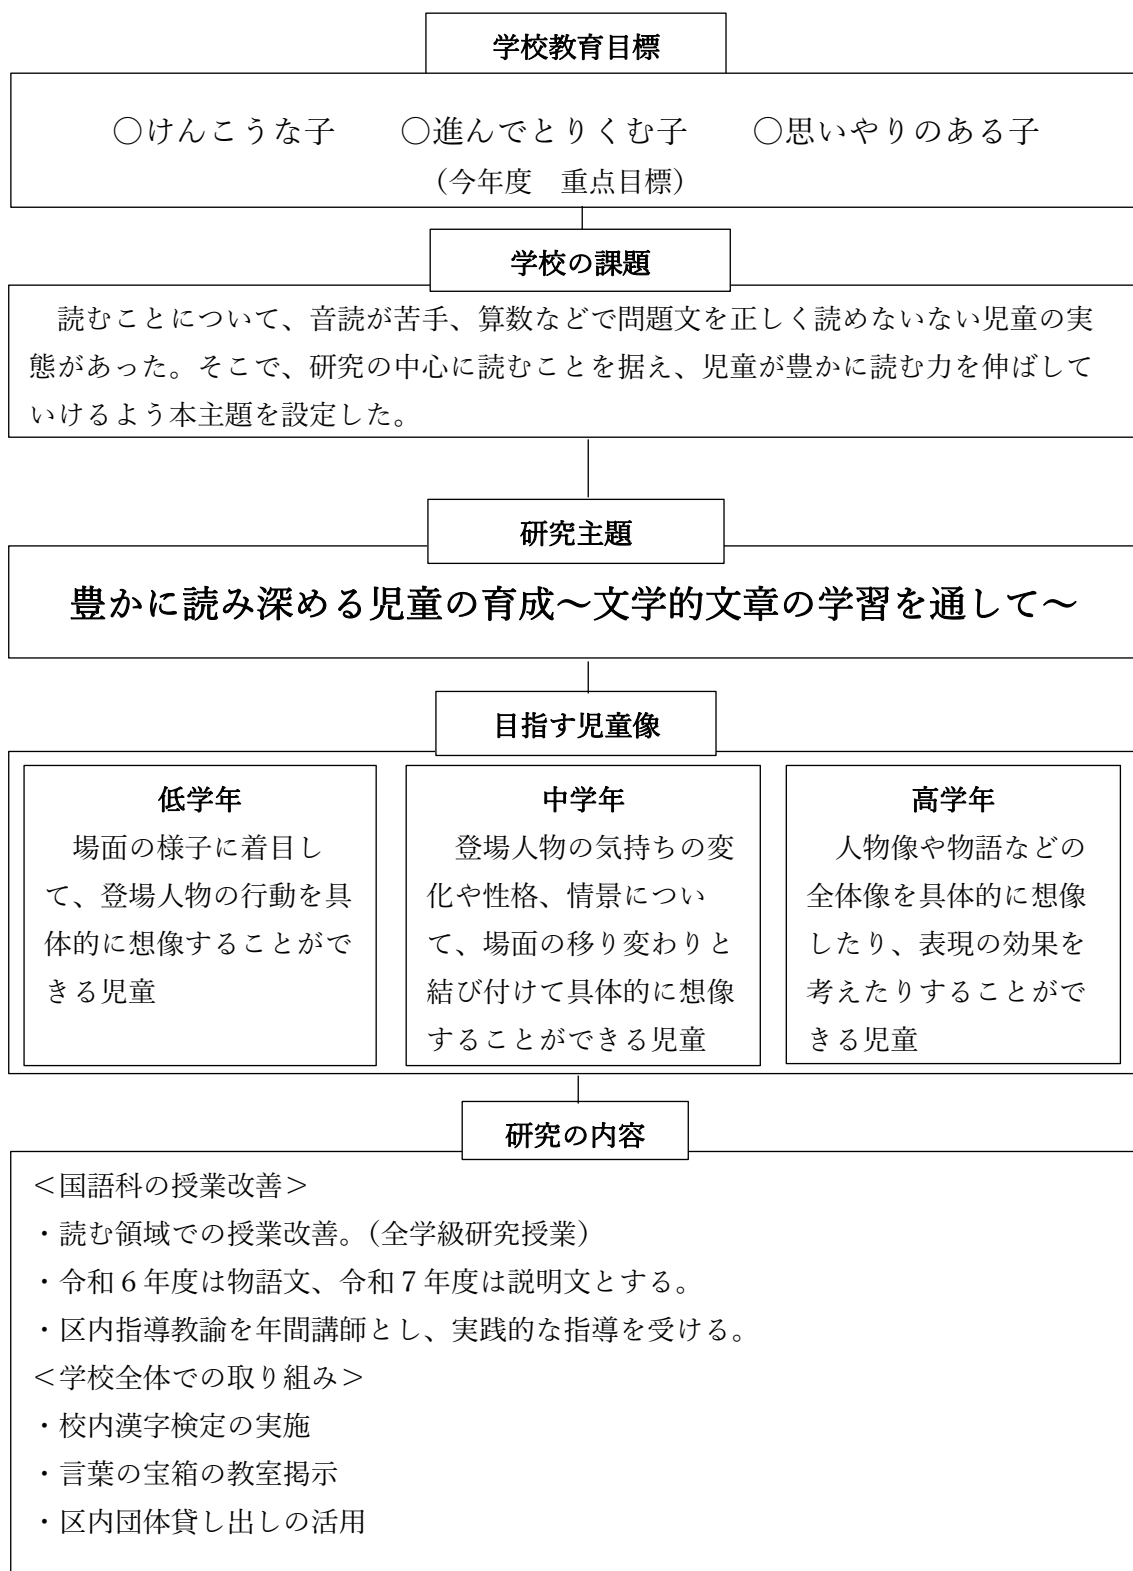 学校教育目標
○けんこうな子　○進んでとりくむ子　○思いやりのある子
（今年度　重点目標）
学校の課題
　読むことについて、音読が苦手、算数などで問題文を正しく読めないない児童の実
態があった。そこで、研究の中心に読むことを据え、児童が豊かに読む力を伸ばして
いけるよう本主題を設定した。
研究主題
豊かに読み深める児童の育成～文学的文章の学習を通して～
目指す児童像
低学年
　場面の様子に着目し
て、登場人物の行動を具
体的に想像することがで
きる児童
中学年
　登場人物の気持ちの変
化や性格、情景につい
て、場面の移り変わりと
結び付けて具体的に想像
することができる児童
高学年
　人物像や物語などの
全体像を具体的に想像
したり、表現の効果を
考えたりすることがで
きる児童
研究の内容
＜国語科の授業改善＞
・読む領域での授業改善。（全学級研究授業）
・令和６年度は物語文、令和７年度は説明文とする。
・区内指導教諭を年間講師とし、実践的な指導を受ける。
＜学校全体での取り組み＞
・校内漢字検定の実施
・言葉の宝箱の教室掲示
・区内団体貸し出しの活用